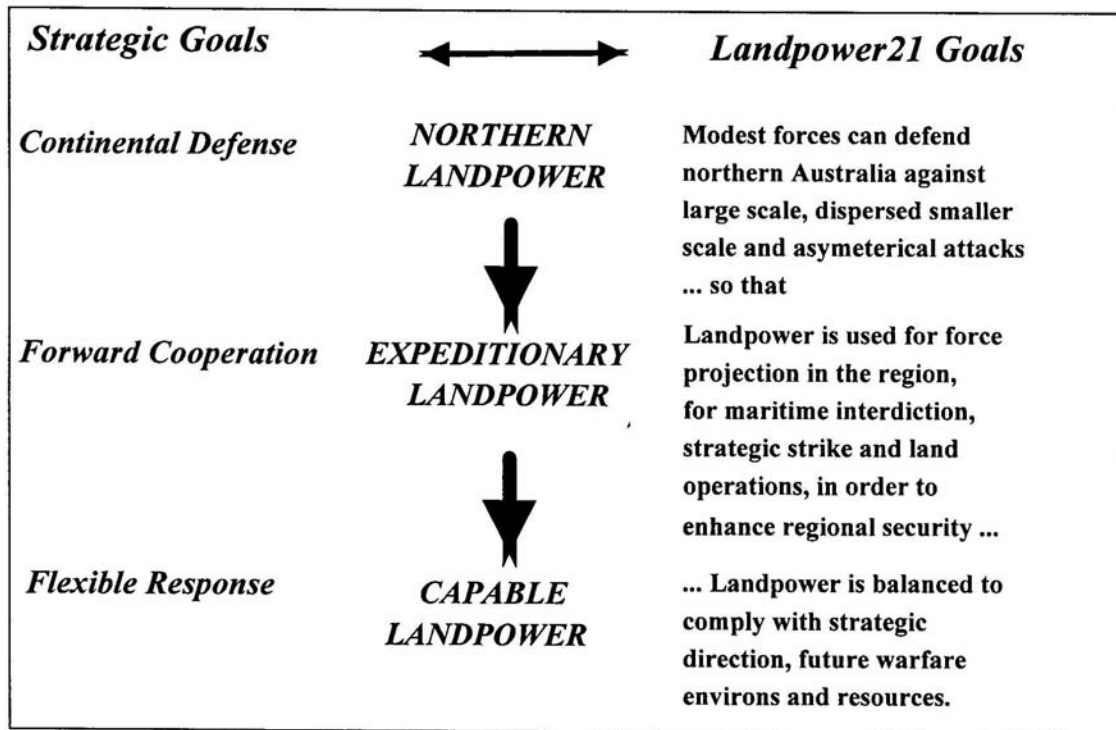 Strategic Goals
Landpower21 Goals
Continental Defense
NORTHERN
LANDPOWER
Modest forces can defend
northern Australia against
large scale, dispersed smaller
scale and asymeterical attacks
... so that
Forward Cooperation
EXPEDITIONARY
LANDPOWER
Landpower is used for force
projection in the region,
for maritime interdiction,
strategic strike and land
operations, in order to
enhance regional security ...
Flexible Response
CAPABLE
LANDPOWER
... Landpower is balanced to
comply with strategic
direction, future warfare
environs and resources.